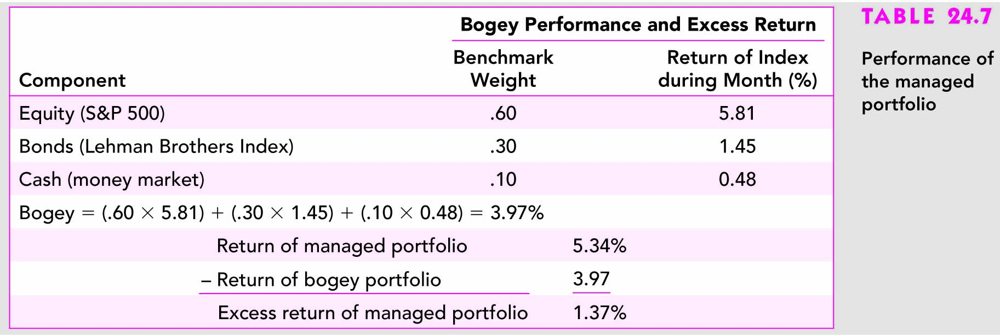 Bogey Performance and Excess Return
Benchmark Return of Index
Component Weight during Month (%)
Equity (S&P 500) .60 5.81
Bonds (Lehman Brothers Index) .30 1.45
Cash (money market) .10 0.48
Bogey = (.60 × 5.81) + (.30 × 1.45) + (.10 × 0.48) = 3.97%
Return of managed portfolio 5.34%
– Return of bogey portfolio 3.97
Excess return of managed portfolio 1.37%
TABLE 24.7
Performance of
the managed
portfolio